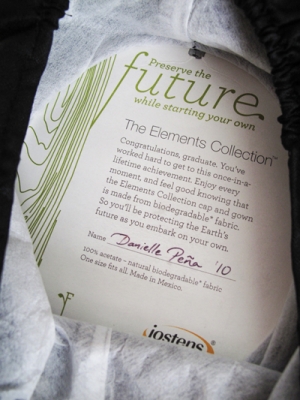 Preserve the
future
while starting your own
The Elements Collection™
Congratulations, graduate. You've
worked hard to get to this once-in-a-
lifetime achievement. Enjoy every
moment, and feel good knowing that
the Elements Collection cap and gown
is made from biodegradable* fabric.
So you'll be protecting the Earth's
future as you embark on your own.
Name Danielle Peña '10
100% acetate - natural biodegradable* fabric
One size fits all. Made in Mexico.
jostens